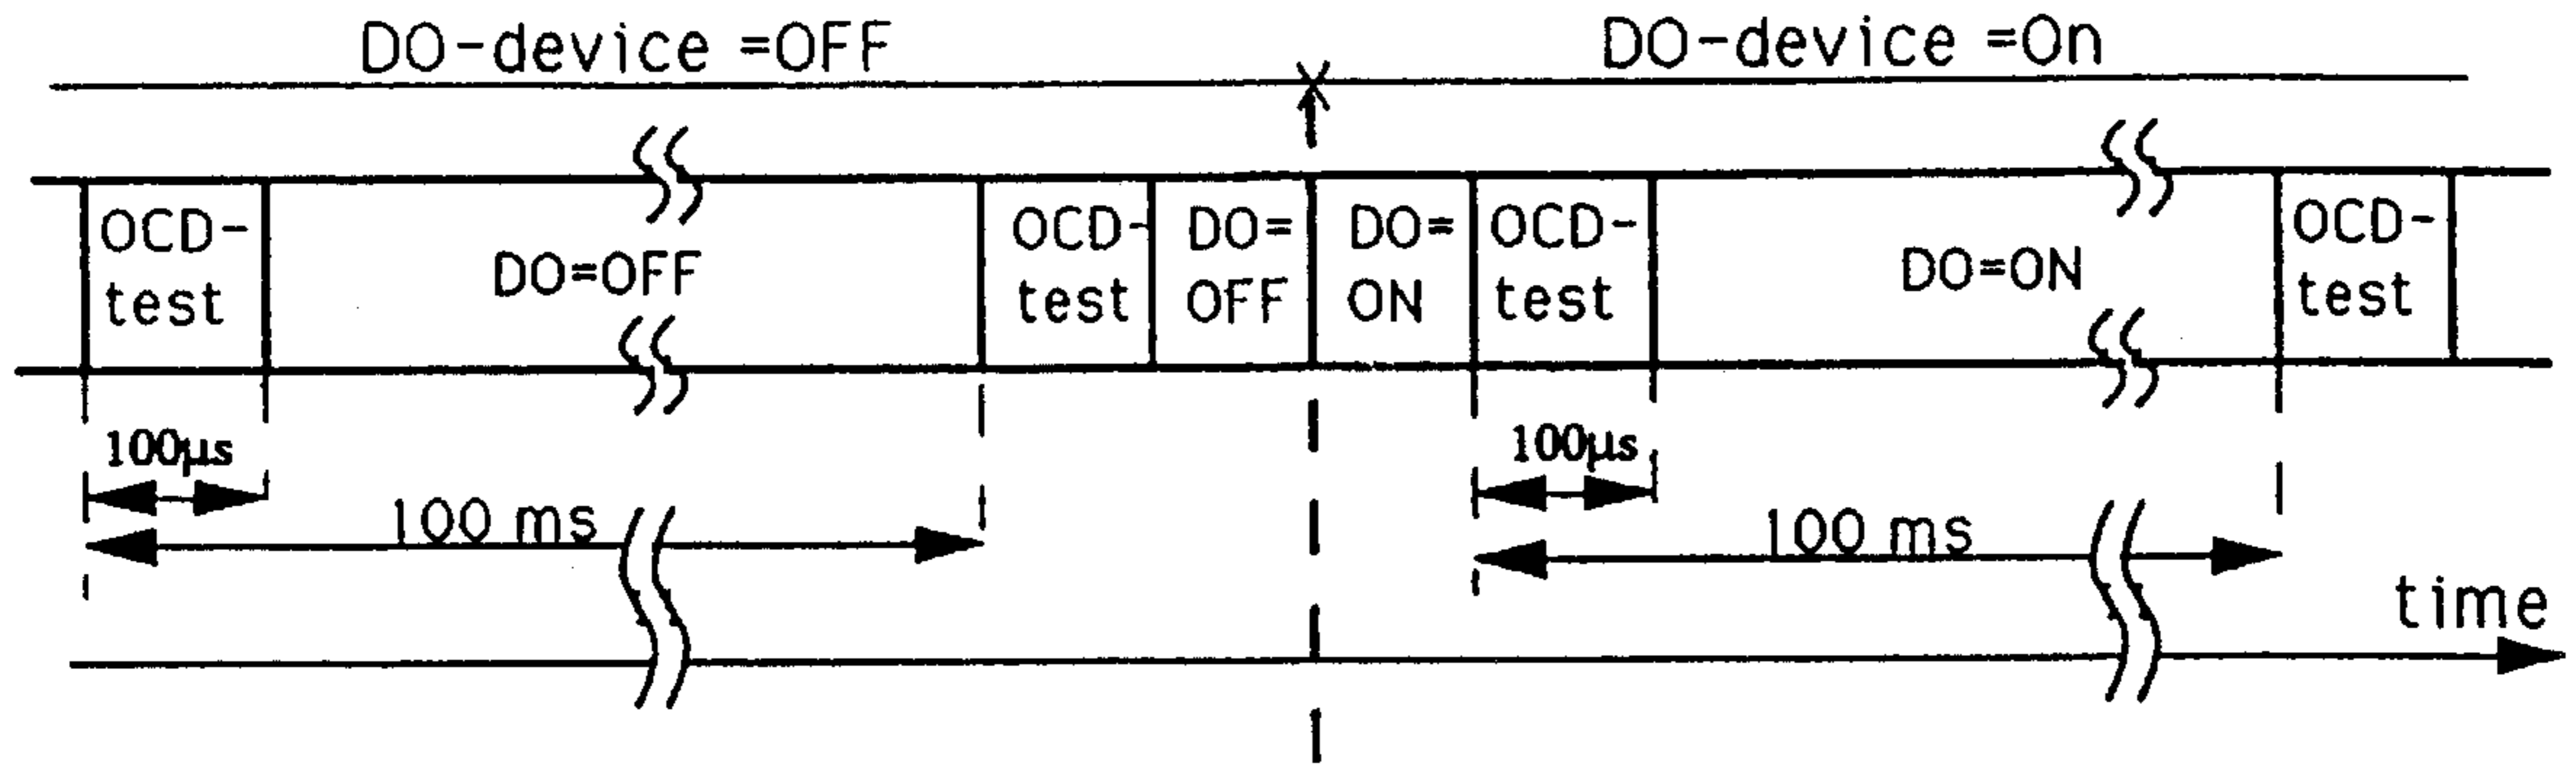 DO-device =OFF
DO-device =On
OCD-
test
DO=OFF
OCD-
test
DO=
OFF
DO=
ON
OCD-
test
DO=ON
OCD-
test
100µs
100µs
100 ms
100 ms
time